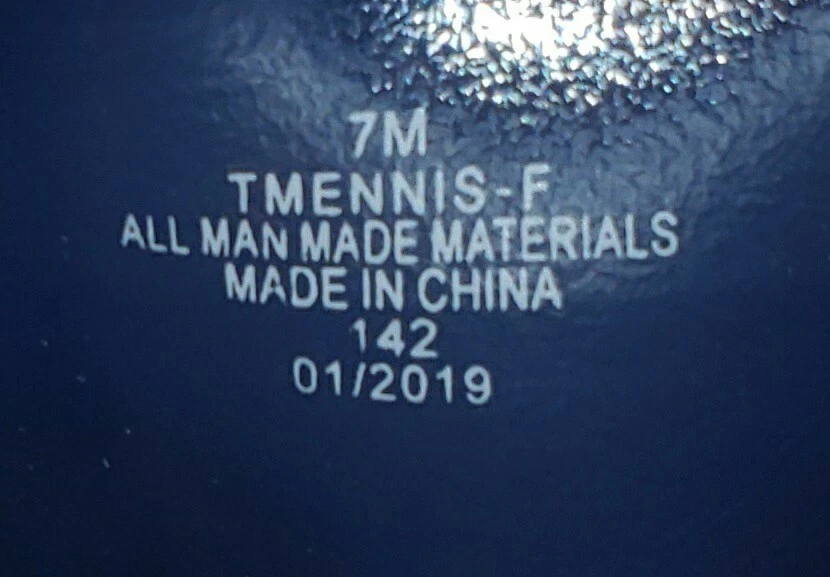 7M
TMENNIS-F
ALL MAN MADE MATERIALS
MADE IN CHINA
142
01/2019